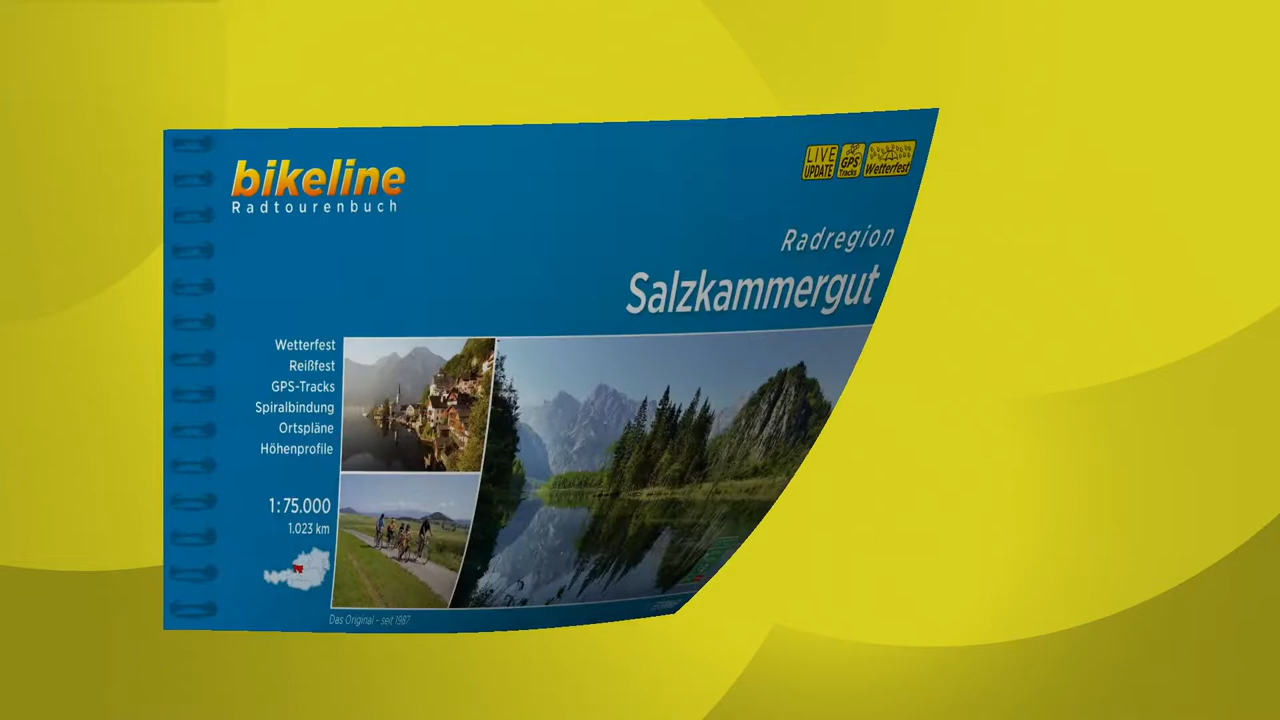 bikeline
Radtourenbuch
LIVE UPDATE
GPS Tracks
Wetterfest
Radregion
Salzkammergut
Wetterfest
Reißfest
GPS-Tracks
Spiralbindung
Ortspläne
Höhenprofile
1:75.000
1.023 km
Das Original - seit 1987